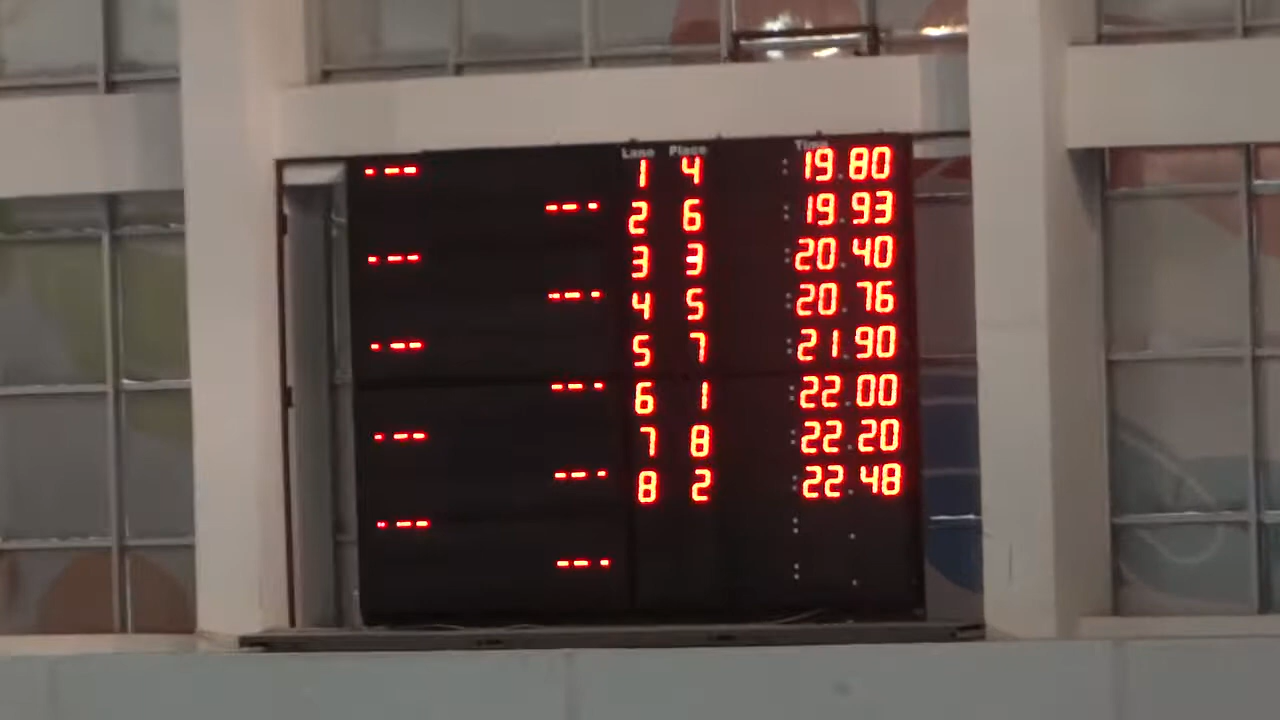 Lane Place Time
--- 1 4 : 19.80
--- 2 6 : 19.93
--- 3 3 : 20.40
--- 4 5 : 20.76
--- 5 7 : 21.90
--- 6 1 : 22.00
--- 7 8 : 22.20
--- 8 2 : 22.48
--- : .
--- : .